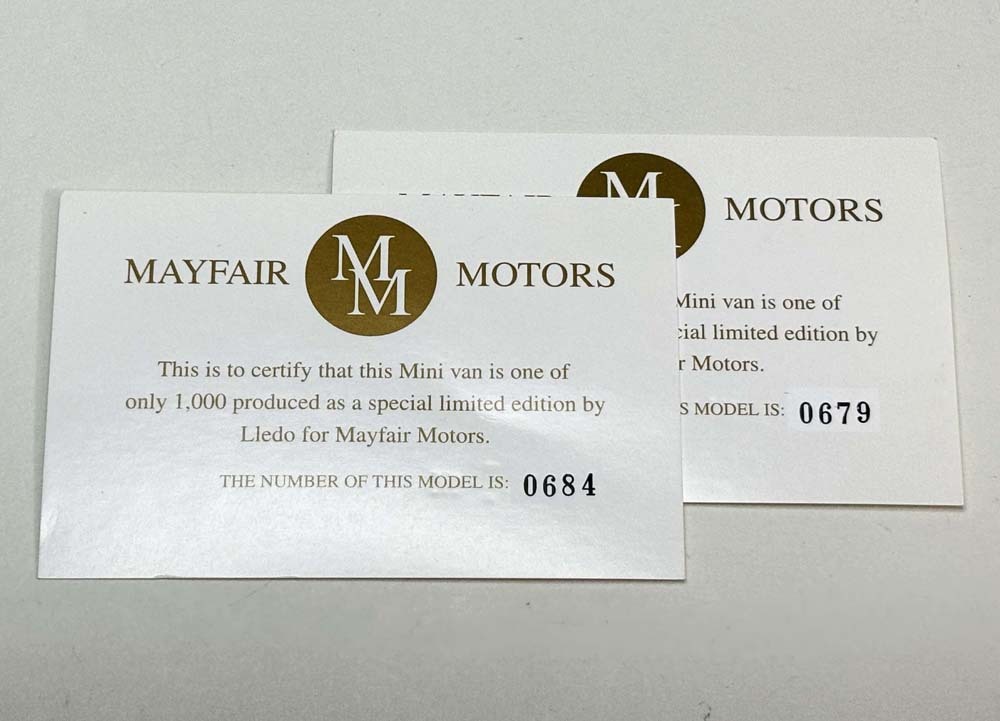 MAYFAIR MM MOTORS
This is to certify that this Mini van is one of
only 1,000 produced as a special limited edition by
Lledo for Mayfair Motors.
THE NUMBER OF THIS MODEL IS: 0684
M MOTORS
Mini van is one of
cial limited edition by
r Motors.
S MODEL IS: 0679